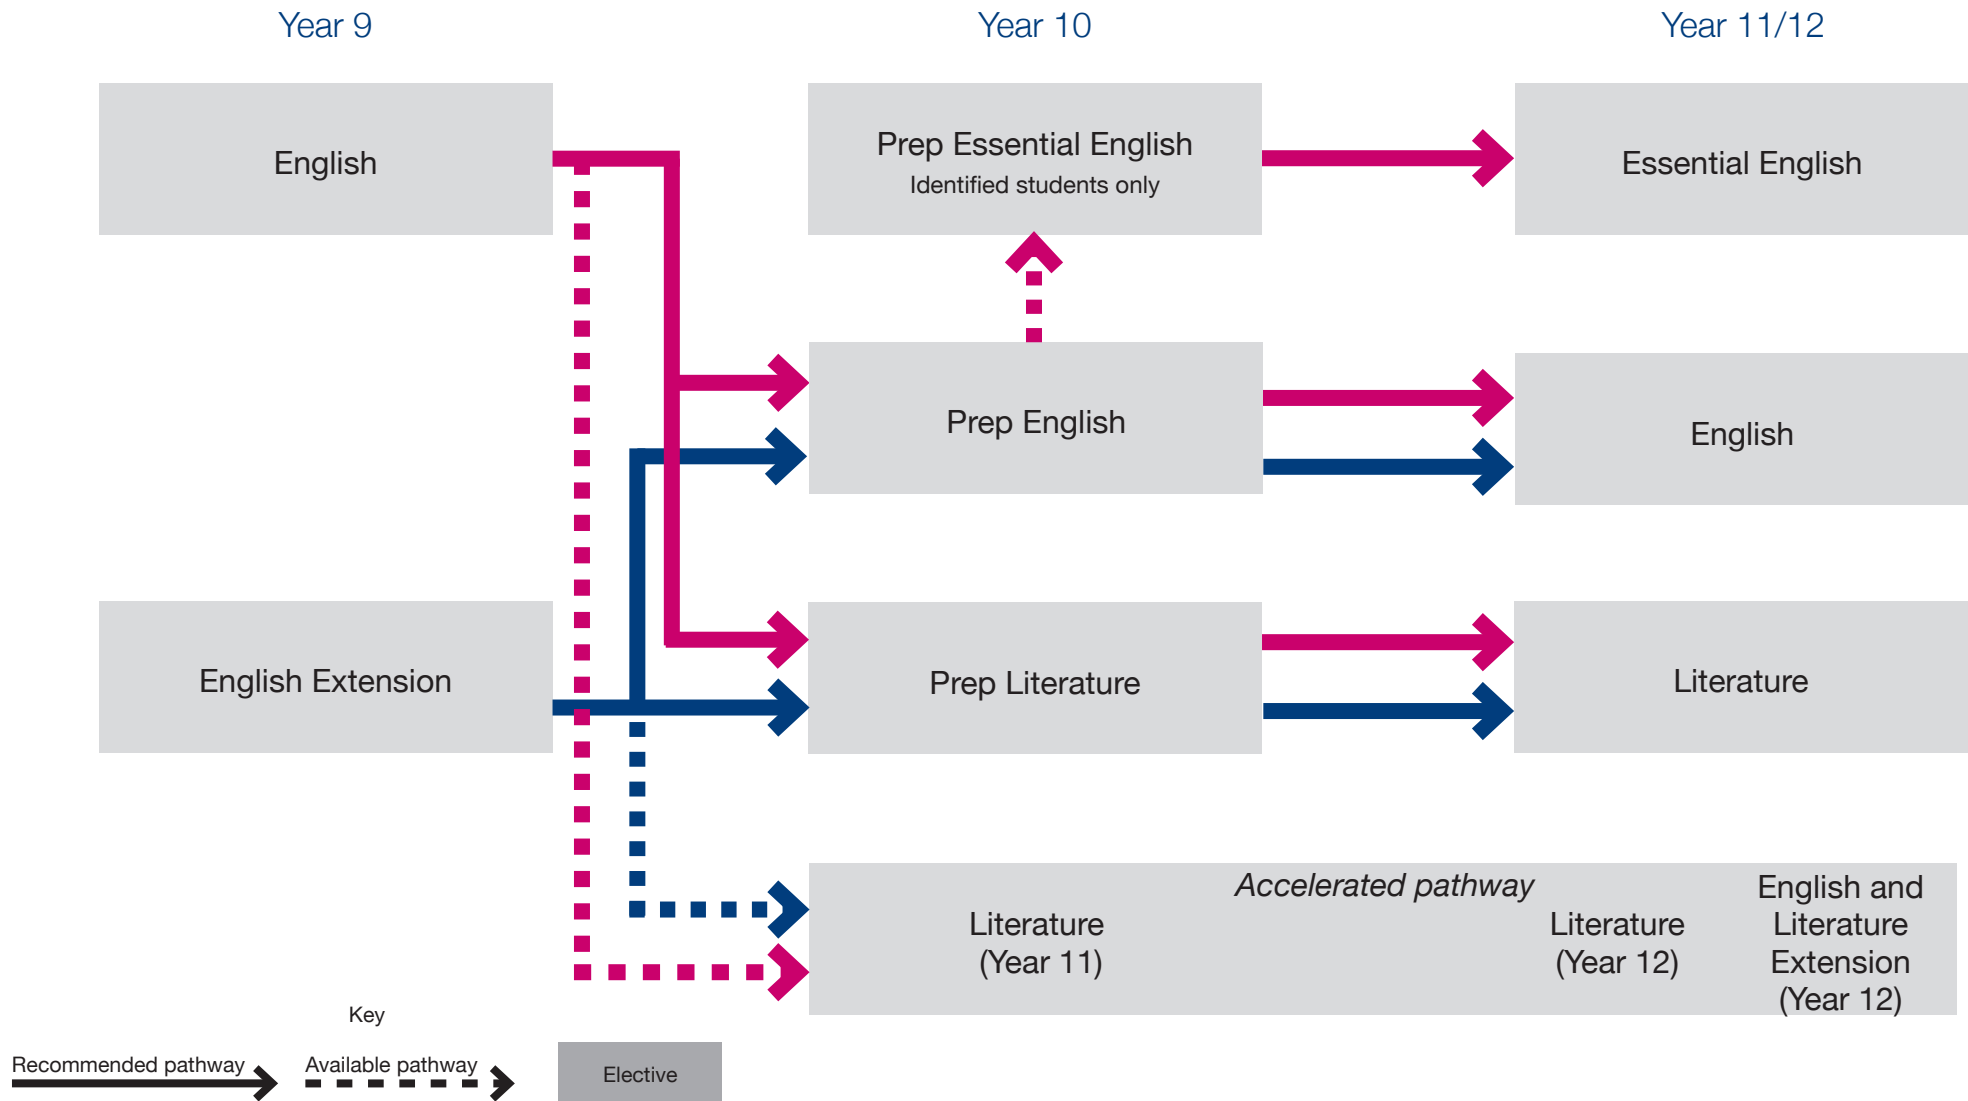 Year 9
Year 10
Year 11/12
English
Prep Essential English
Identified students only
Essential English
Prep English
English
English Extension
Prep Literature
Literature
Accelerated pathway
Literature
(Year 11)
Literature
(Year 12)
English and
Literature
Extension
(Year 12)
Key
Recommended pathway
Available pathway
Elective